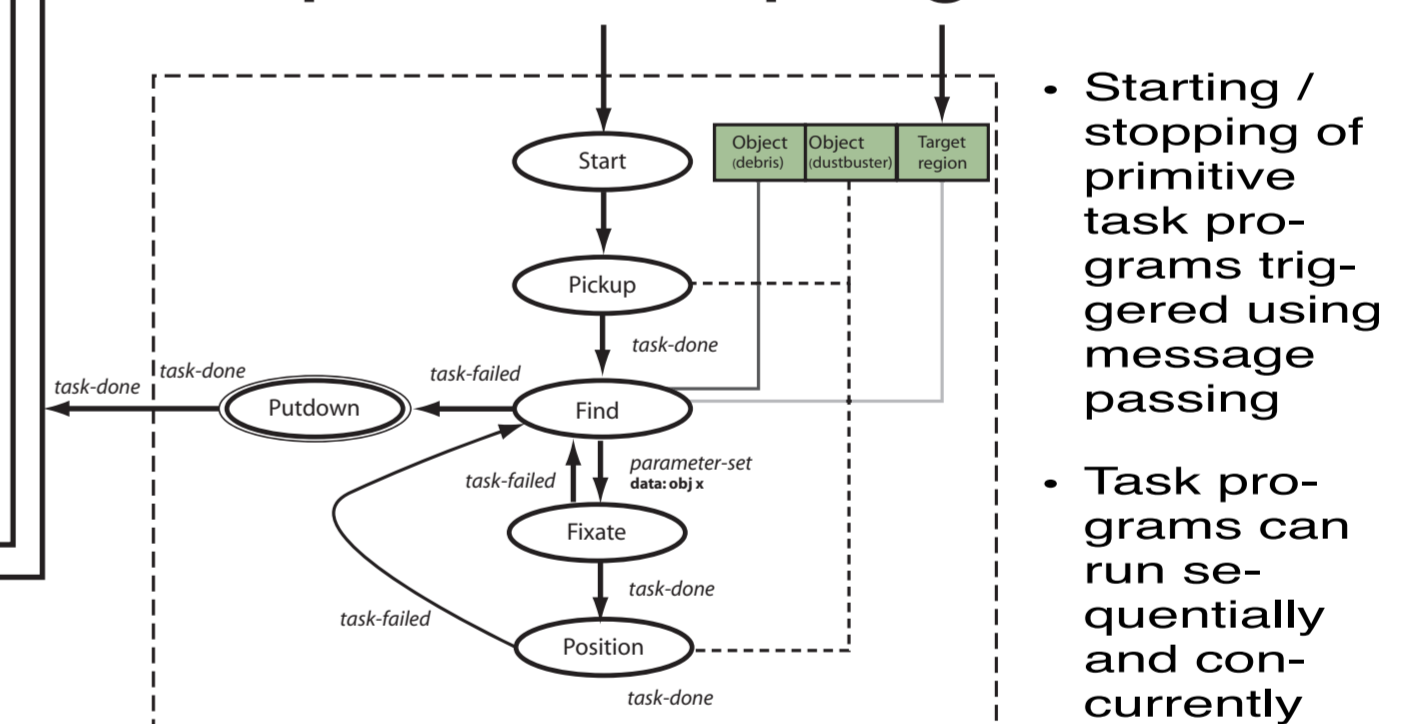 Start
Object
(debris)
Object
(dustbuster)
Target
region
Pickup
task-done
task-done
task-done
Putdown
task-failed
Find
task-failed
parameter-set
data: obj x
Fixate
task-done
task-failed
Position
task-done
• Starting /
stopping of
primitive
task pro-
grams trig-
gered using
message
passing
• Task pro-
grams can
run se-
quentially
and con-
currently